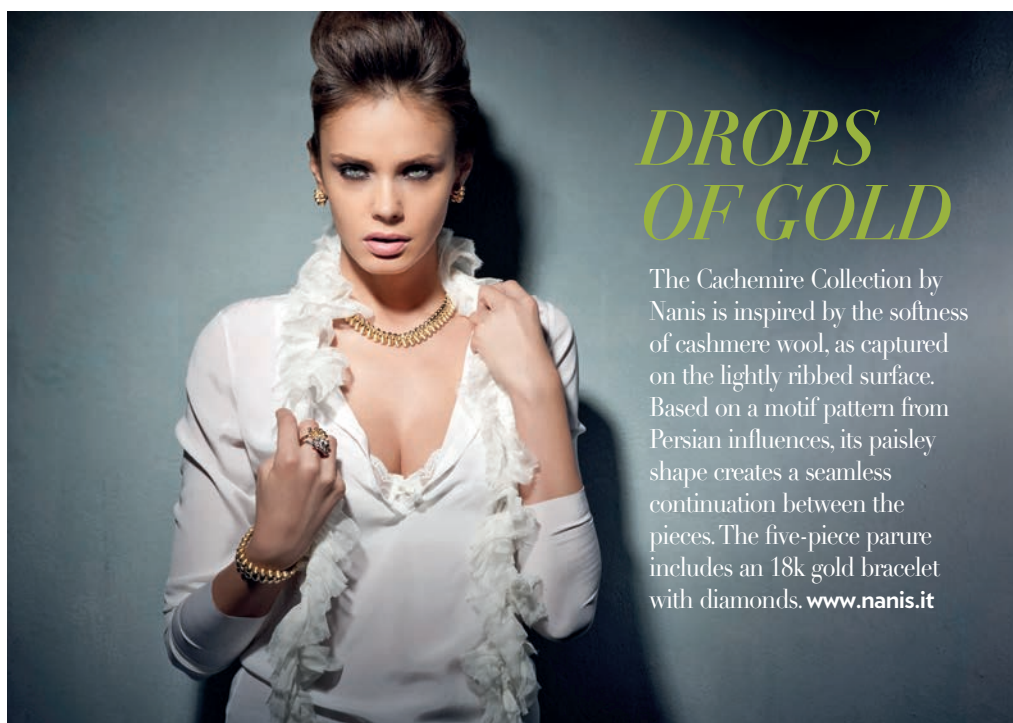 DROPS
OF GOLD
The Cachemire Collection by
Nanis is inspired by the softness
of cashmere wool, as captured
on the lightly ribbed surface.
Based on a motif pattern from
Persian influences, its paisley
shape creates a seamless
continuation between the
pieces. The five-piece parure
includes an 18k gold bracelet
with diamonds. www.nanis.it